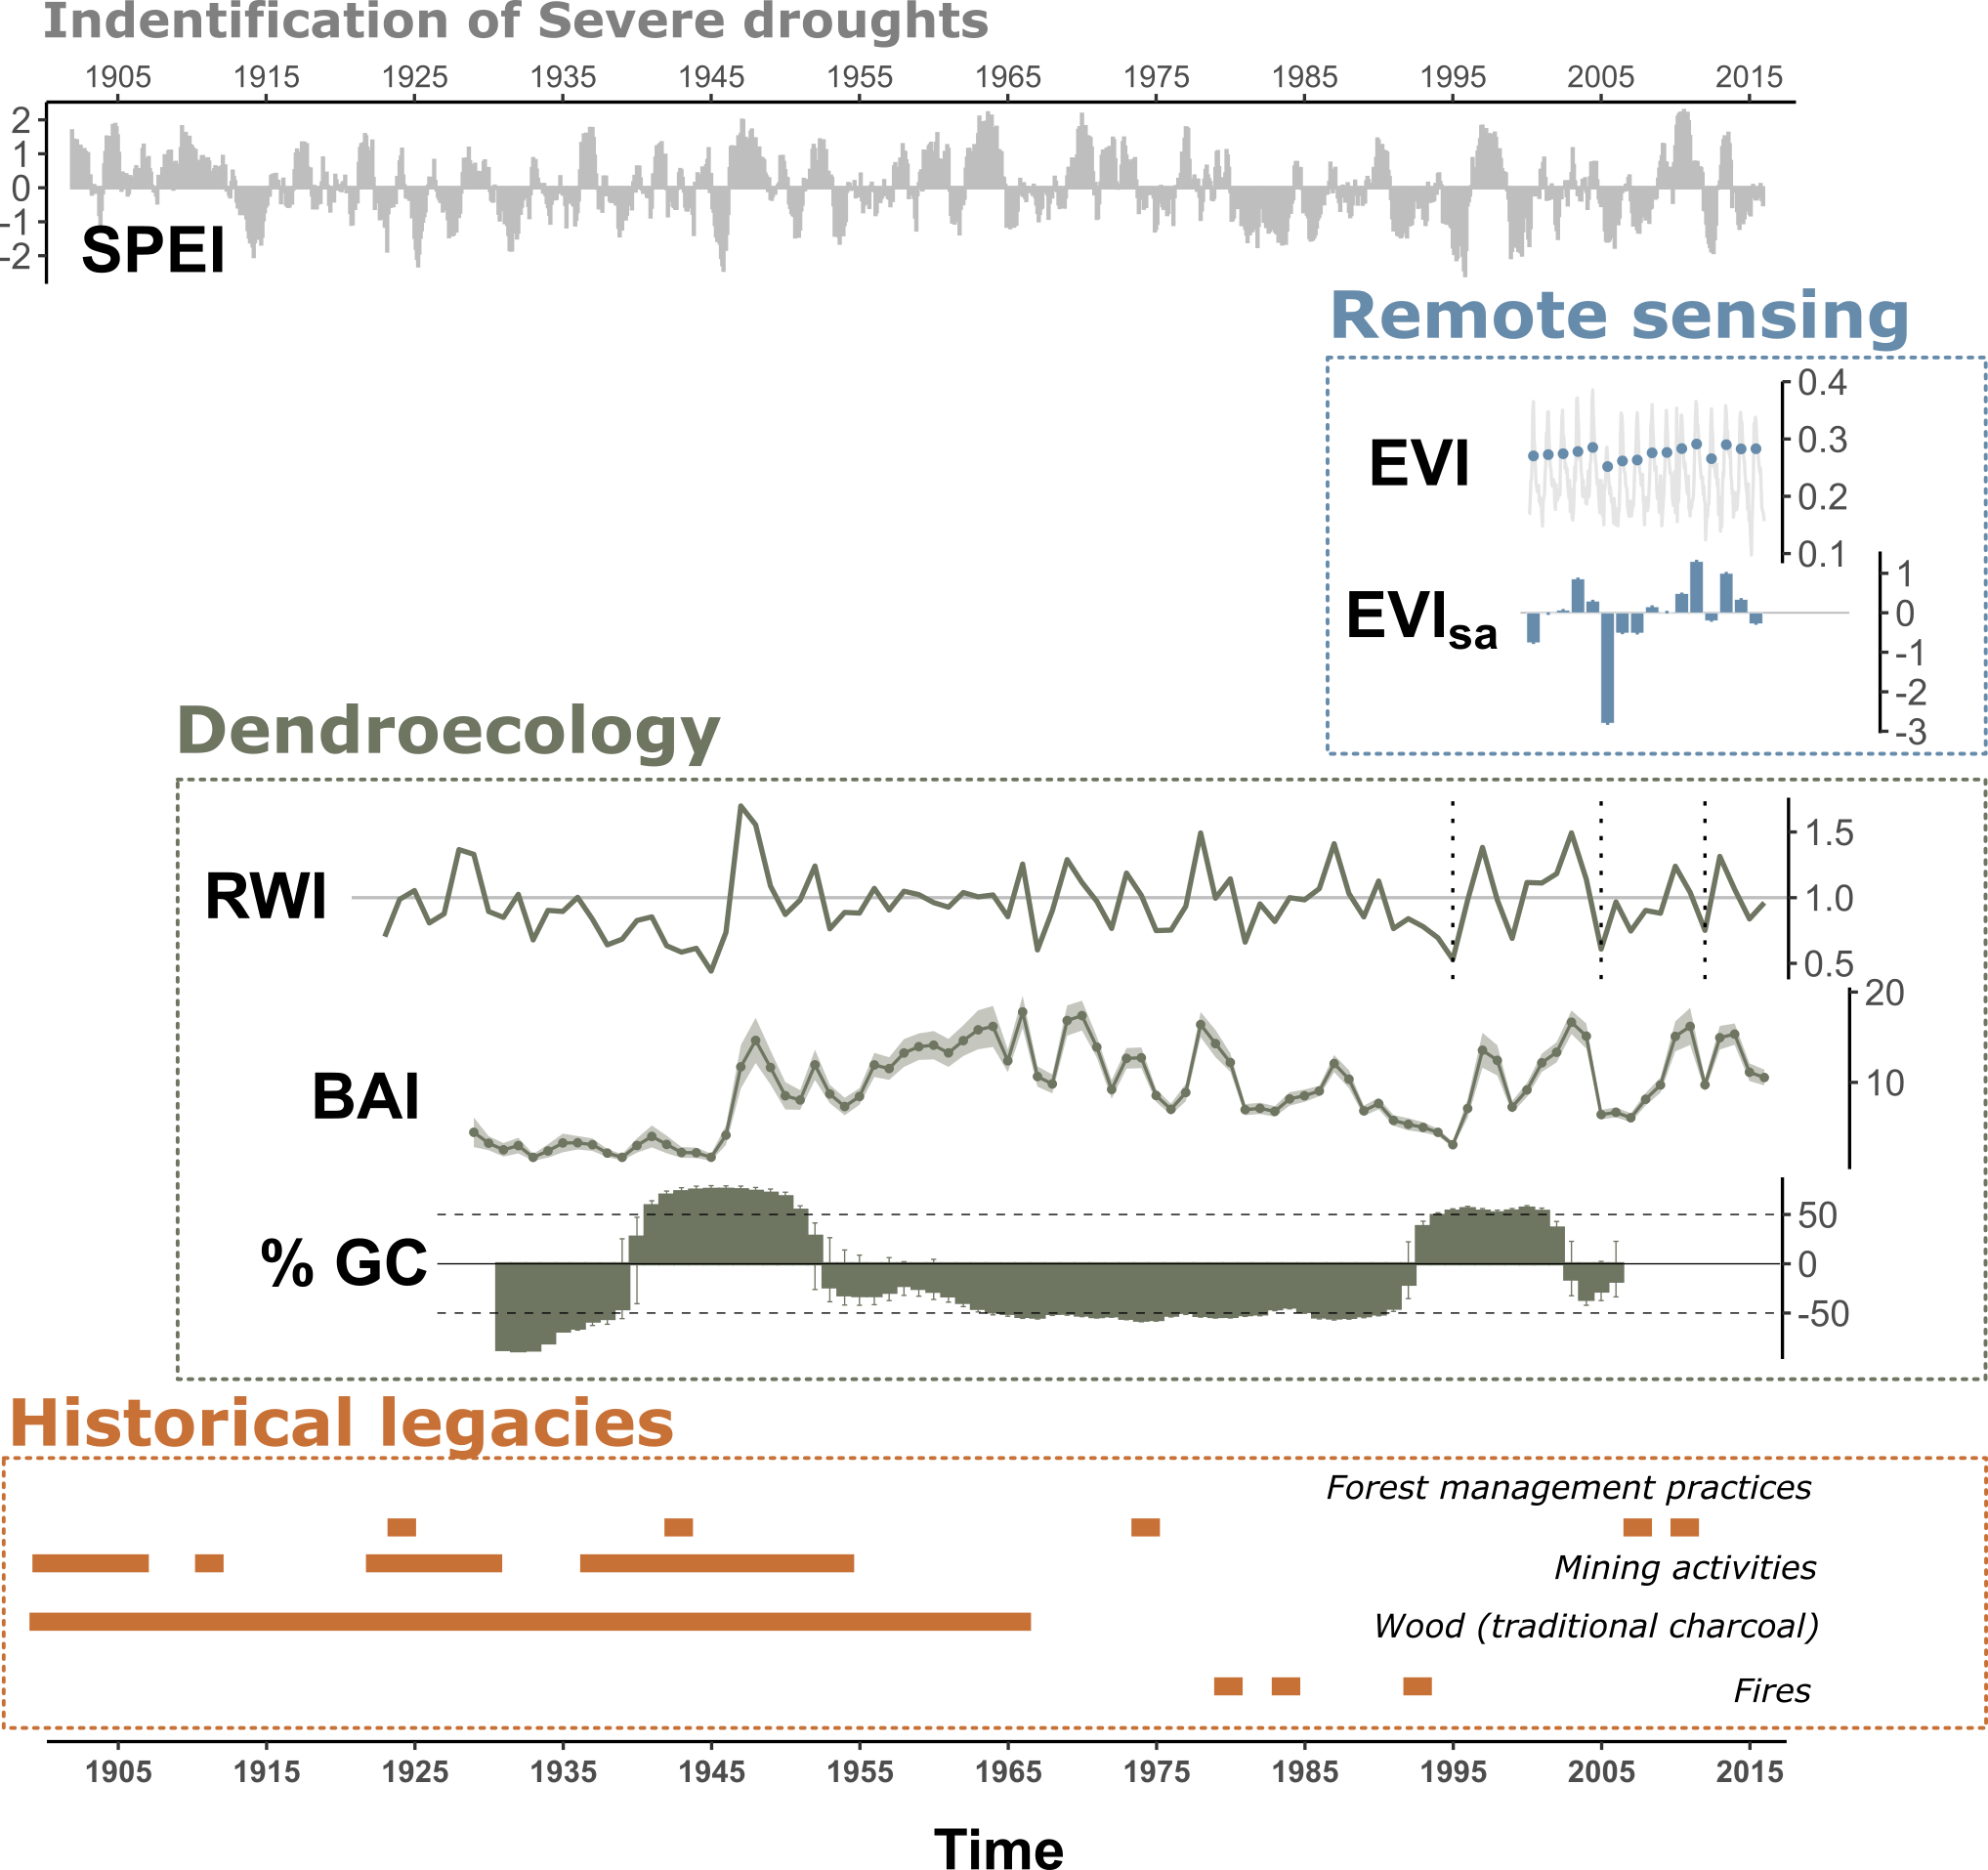 Indentification of Severe droughts
1905 1915 1925 1935 1945 1955 1965 1975 1985 1995 2005 2015
2
1
0
-1
-2
SPEI
Remote sensing
0.4
0.3
0.2
0.1
EVI
1
0
-1
-2
-3
EVIsa
Dendroecology
1.5
1.0
0.5
RWI
20
10
BAI
50
0
-50
% GC
Historical legacies
Forest management practices
Mining activities
Wood (traditional charcoal)
Fires
1905 1915 1925 1935 1945 1955 1965 1975 1985 1995 2005 2015
Time